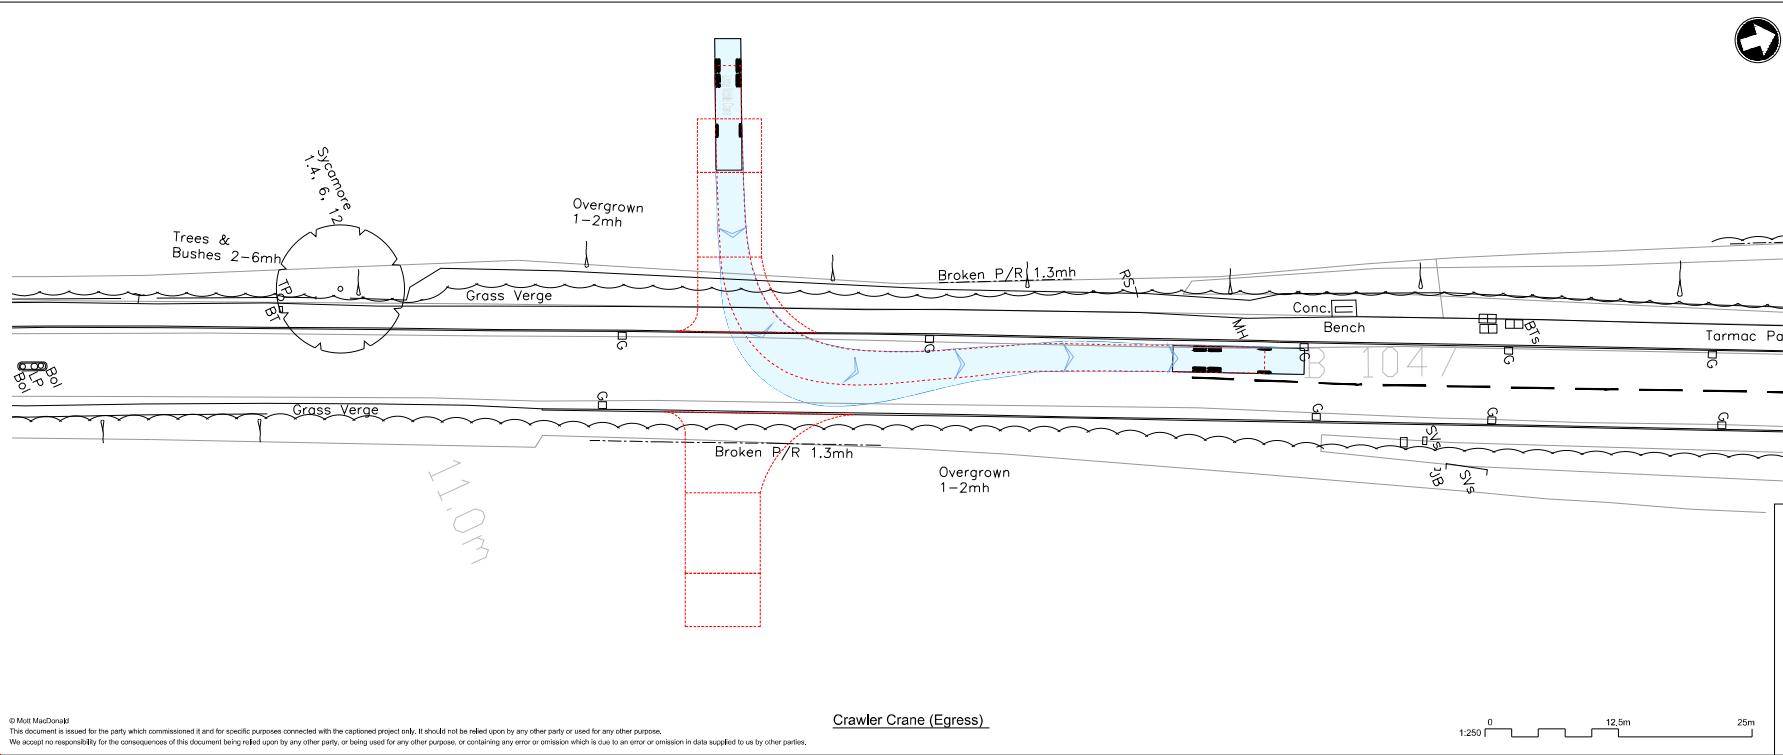 Sycamore
1.4, 6, 12
Overgrown
1-2mh
Trees &
Bushes 2-6mh
TPo
BT
Grass Verge
Broken P/R 1.3mh
RS
Conc.
Bench
MH
BTs
Tarmac Pa
G
G
G
G
G
B 1047
Bol
LP
Bol
Grass Verge
G
G
G
G
Broken P/R 1.3mh
Overgrown
1-2mh
SVs
JB
SVs
11.0m
Crawler Crane (Egress)
1:250
0
12.5m
25m
© Mott MacDonald
This document is issued for the party which commissioned it and for specific purposes connected with the captioned project only. It should not be relied upon by any other party or used for any other purpose.
We accept no responsibility for the consequences of this document being relied upon by any other party, or being used for any other purpose, or containing any error or omission which is due to an error or omission in data supplied to us by other parties.